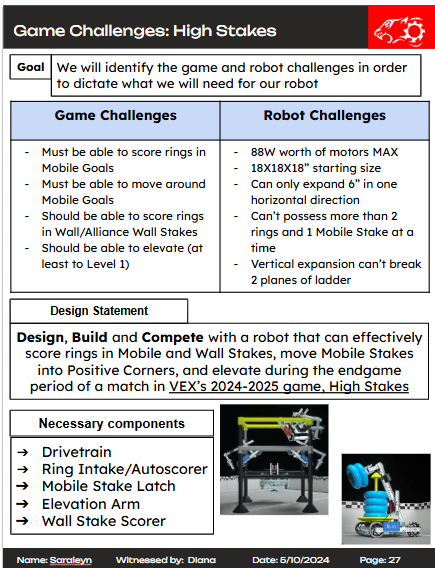 Game Challenges: High Stakes
Goal
We will identify the game and robot challenges in order
to dictate what we will need for our robot
Game Challenges
- Must be able to score rings in
Mobile Goals
- Must be able to move around
Mobile Goals
- Should be able to score rings
in Wall/Alliance Wall Stakes
- Should be able to elevate (at
least to Level 1)
Robot Challenges
- 88W worth of motors MAX
- 18X18X18” starting size
- Can only expand 6” in one
horizontal direction
- Can’t possess more than 2
rings and 1 Mobile Stake at a
time
- Vertical expansion can’t break
2 planes of ladder
Design Statement
Design, Build and Compete with a robot that can effectively
score rings in Mobile and Wall Stakes, move Mobile Stakes
into Positive Corners, and elevate during the endgame
period of a match in VEX’s 2024-2025 game, High Stakes
Necessary components
➔ Drivetrain
➔ Ring Intake/Autoscorer
➔ Mobile Stake Latch
➔ Elevation Arm
➔ Wall Stake Scorer
Name: Saraleyn Witnessed by: Diana Date: 5/10/2024 Page: 27